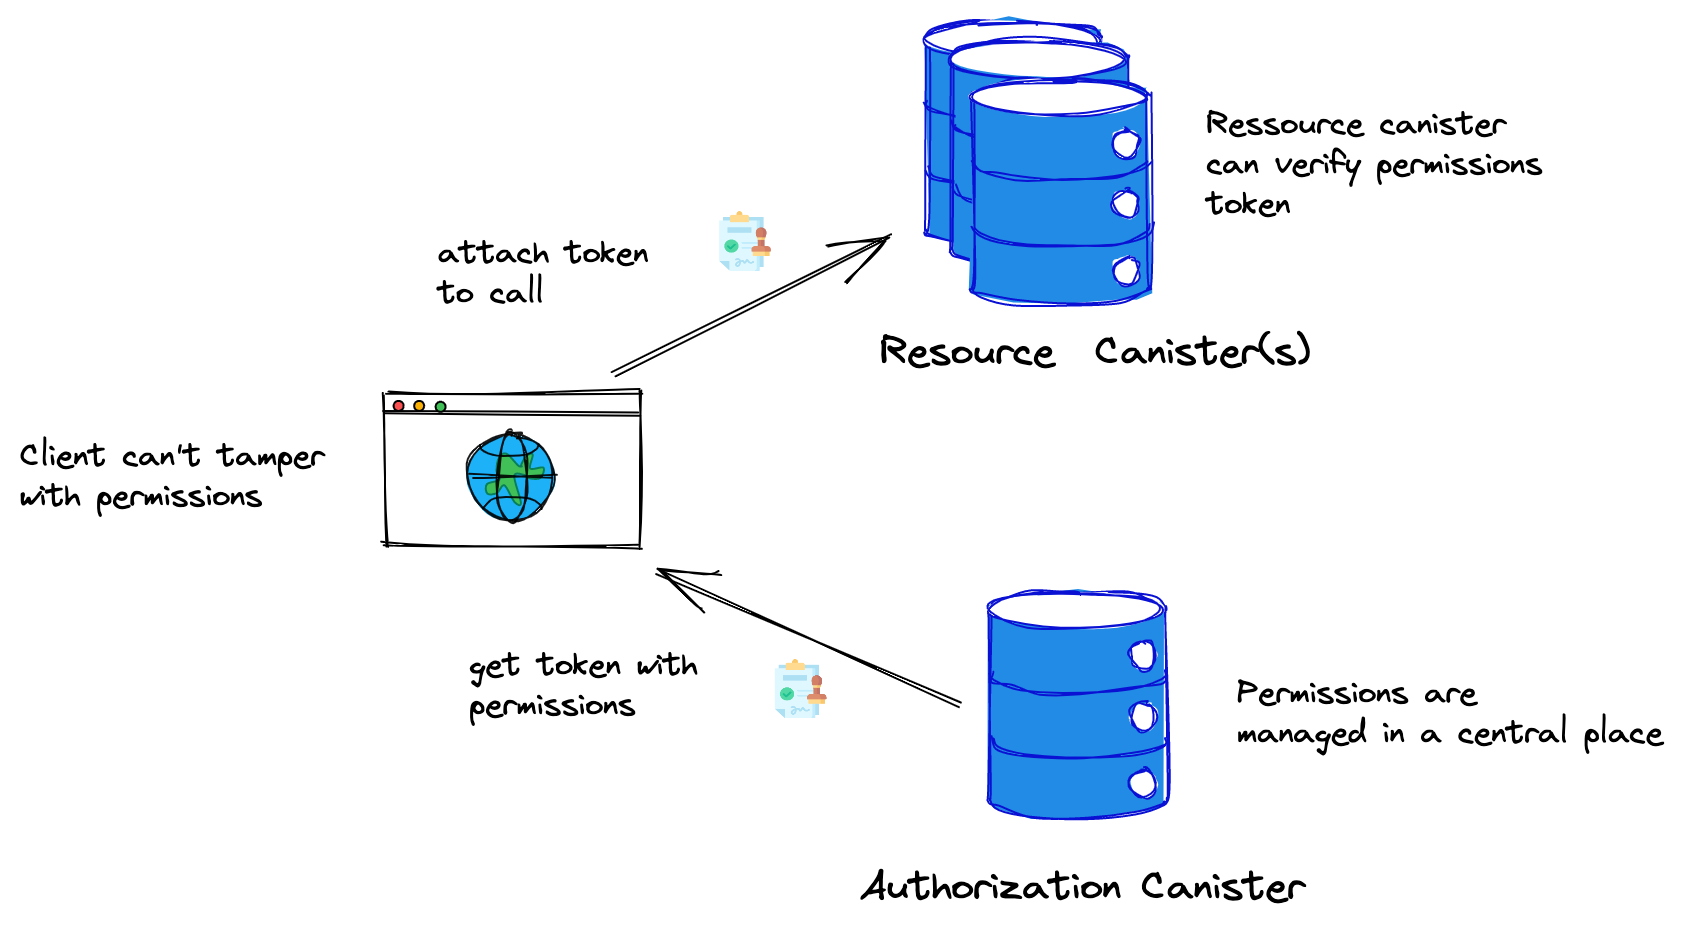 Ressource canister
can verify permissions
token
attach token
to call
Resource Canister(s)
Client can't tamper
with permissions
get token with
permissions
Permissions are
managed in a central place
Authorization Canister